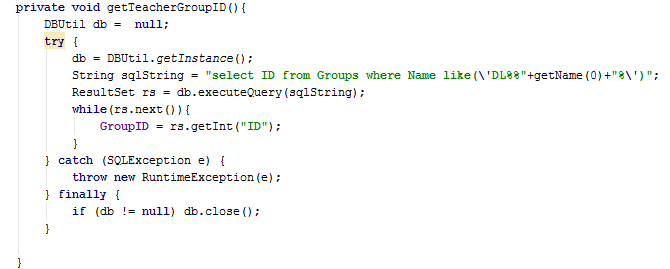 private void getTeacherGroupID(){
DBUtil db =  null;
try {
db = DBUtil.getInstance();
String sqlString = "select ID from Groups where Name like(\'DL%%"+getName(0)+"%\')";
ResultSet rs = db.executeQuery(sqlString);
while(rs.next()){
GroupID = rs.getInt("ID");
}
} catch (SQLException e) {
throw new RuntimeException(e);
} finally {
if (db != null) db.close();
}
}